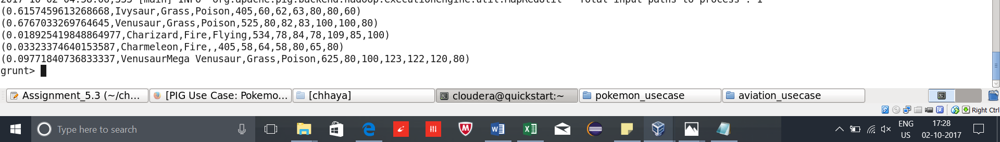 2017-10-02 04:58:06,533 [main] INFO  org.apache.pig.backend.hadoop.executionengine.util.MapRedUtil - Total input paths to process : 1
(0.6157459613268668,Ivysaur,Grass,Poison,405,60,62,63,80,80,60)
(0.6767033269764645,Venusaur,Grass,Poison,525,80,82,83,100,100,80)
(0.018925419848864977,Charizard,Fire,Flying,534,78,84,78,109,85,100)
(0.03323374640153587,Charmeleon,Fire,,405,58,64,58,80,65,80)
(0.09771840736833337,VenusaurMega Venusaur,Grass,Poison,625,80,100,123,122,120,80)
grunt>
Assignment_5.3 (~/ch... [PIG Use Case: Pokemo... [chhaya] cloudera@quickstart:~ pokemon_usecase aviation_usecase
Right Ctrl
Type here to search
ENG
US
17:28
02-10-2017